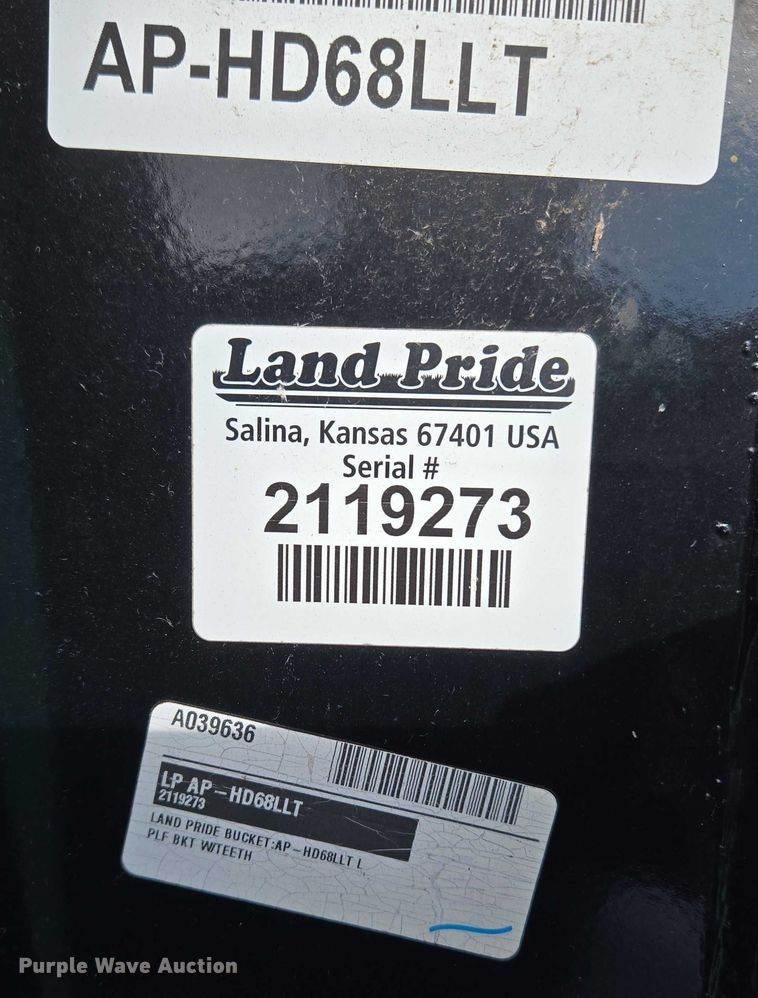 AP-HD68LLT
Land Pride
Salina, Kansas 67401 USA
Serial #
2119273
A039636
LP AP-HD68LLT
2119273
LAND PRIDE BUCKET:AP-HD68LLT L
PLF BKT W/TEETH
Purple Wave Auction